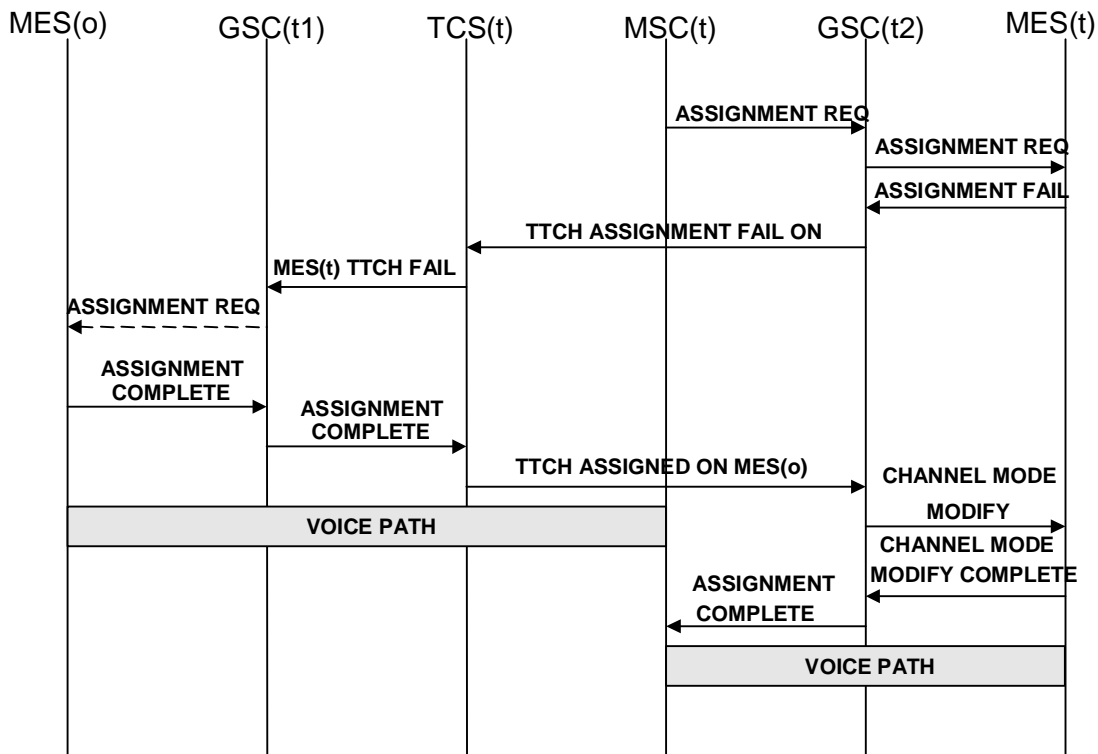 MES(o)
GSC(t1)
TCS(t)
MSC(t)
GSC(t2)
MES(t)
ASSIGNMENT REQ
ASSIGNMENT REQ
ASSIGNMENT FAIL
TTCH ASSIGNMENT FAIL ON
MES(t) TTCH FAIL
ASSIGNMENT REQ
ASSIGNMENT
COMPLETE
ASSIGNMENT
COMPLETE
TTCH ASSIGNED ON MES(o)
CHANNEL MODE
MODIFY
VOICE PATH
CHANNEL MODE
MODIFY COMPLETE
ASSIGNMENT
COMPLETE
VOICE PATH